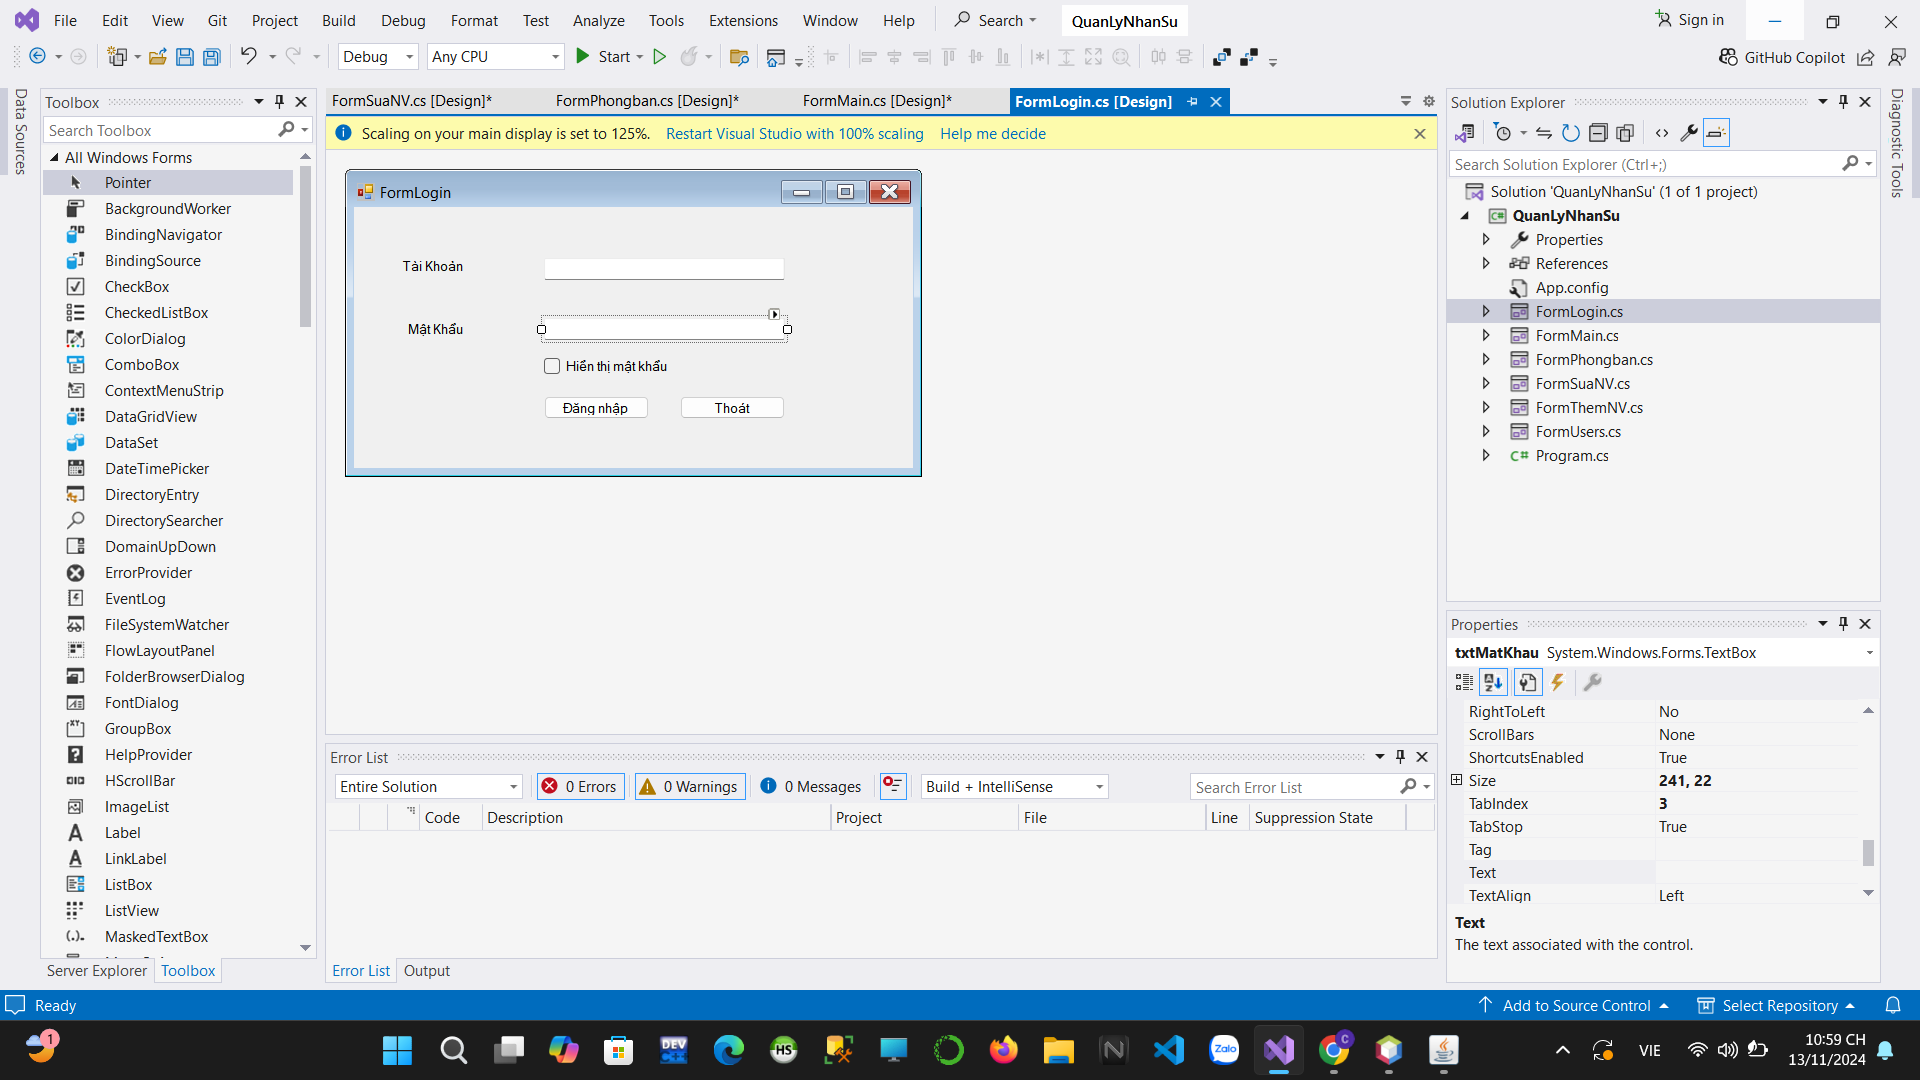 File Edit View Git Project Build Debug Format Test Analyze Tools Extensions Window Help Search QuanLyNhanSu Sign in
Debug Any CPU Start GitHub Copilot
Data Sources
Toolbox
Search Toolbox
All Windows Forms
Pointer
BackgroundWorker
BindingNavigator
BindingSource
CheckBox
CheckedListBox
ColorDialog
ComboBox
ContextMenuStrip
DataGridView
DataSet
DateTimePicker
DirectoryEntry
DirectorySearcher
DomainUpDown
ErrorProvider
EventLog
FileSystemWatcher
FlowLayoutPanel
FolderBrowserDialog
FontDialog
GroupBox
HelpProvider
HScrollBar
ImageList
Label
LinkLabel
ListBox
ListView
MaskedTextBox
Server Explorer Toolbox
FormSuaNV.cs [Design]* FormPhongban.cs [Design]* FormMain.cs [Design]* FormLogin.cs [Design]
Scaling on your main display is set to 125%. Restart Visual Studio with 100% scaling Help me decide
FormLogin
Tài Khoản
Mật Khẩu
Hiển thị mật khẩu
Đăng nhập Thoát
Error List
Entire Solution 0 Errors 0 Warnings 0 Messages Build + IntelliSense Search Error List
Code Description Project File Line Suppression State
Error List Output
Solution Explorer
Search Solution Explorer (Ctrl+;)
Solution 'QuanLyNhanSu' (1 of 1 project)
QuanLyNhanSu
Properties
References
App.config
FormLogin.cs
FormMain.cs
FormPhongban.cs
FormSuaNV.cs
FormThemNV.cs
FormUsers.cs
C# Program.cs
Properties
txtMatKhau System.Windows.Forms.TextBox
RightToLeft No
ScrollBars None
ShortcutsEnabled True
Size 241, 22
TabIndex 3
TabStop True
Tag
Text
TextAlign Left
Text
The text associated with the control.
Diagnostic Tools
Ready Add to Source Control Select Repository
1 DEV C++ HS N Zalo C VIE 10:59 CH
13/11/2024